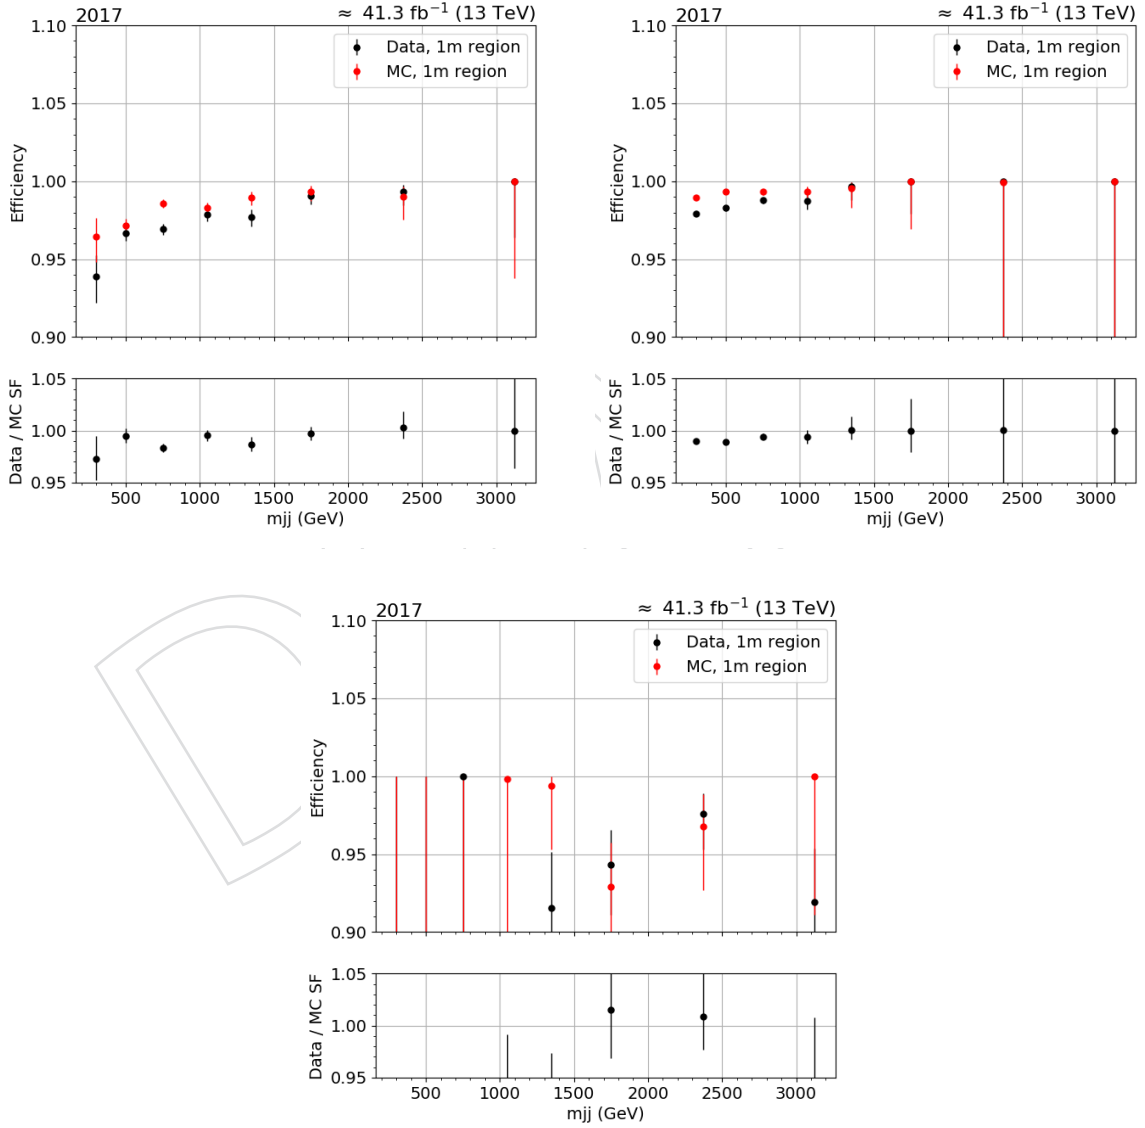 2017 ≈ 41.3 fb⁻¹ (13 TeV)
1.10
Data, 1m region
MC, 1m region
1.05
1.00
0.95
0.90
Efficiency
1.05
1.00
0.95
Data / MC SF
500 1000 1500 2000 2500 3000
mjj (GeV)
2017 ≈ 41.3 fb⁻¹ (13 TeV)
1.10
Data, 1m region
MC, 1m region
1.05
1.00
0.95
0.90
Efficiency
1.05
1.00
0.95
Data / MC SF
500 1000 1500 2000 2500 3000
mjj (GeV)
2017 ≈ 41.3 fb⁻¹ (13 TeV)
1.10
Data, 1m region
MC, 1m region
1.05
1.00
0.95
0.90
Efficiency
1.05
1.00
0.95
Data / MC SF
500 1000 1500 2000 2500 3000
mjj (GeV)